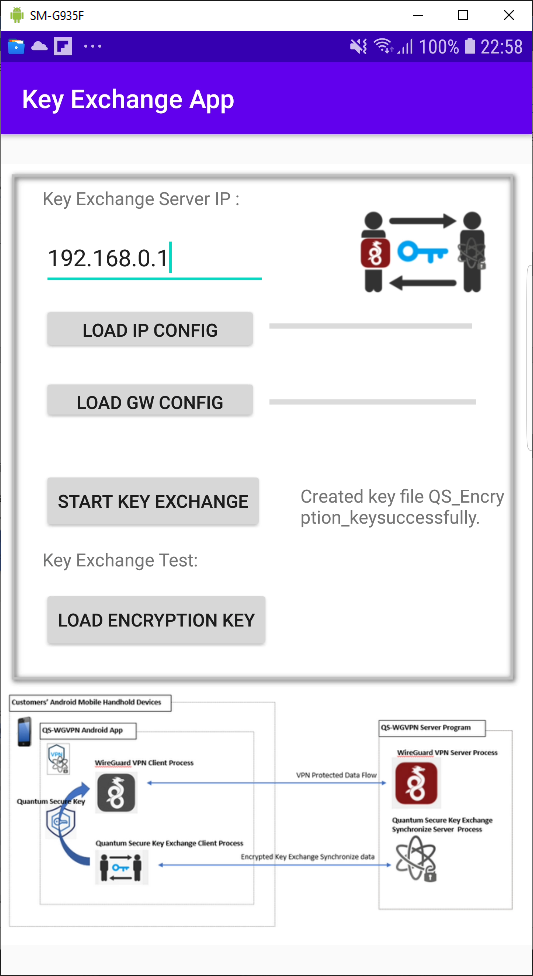 SM-G935F
100% 22:58
Key Exchange App
Key Exchange Server IP :
192.168.0.1
LOAD IP CONFIG
LOAD GW CONFIG
START KEY EXCHANGE
Created key file QS_Encry
ption_keysuccessfully.
Key Exchange Test:
LOAD ENCRYPTION KEY
Customers' Android Mobile Handhold Devices
QS-WGVPN Android App
VPN
WireGuard VPN Client Process
Quantum Secure Key
Quantum Secure Key Exchange Client Process
VPN Protected Data Flow
Encrypted Key Exchange Synchronize data
QS-WGVPN Server Program
WireGuard VPN Server Process
Quantum Secure Key Exchange
Synchronize Server Process